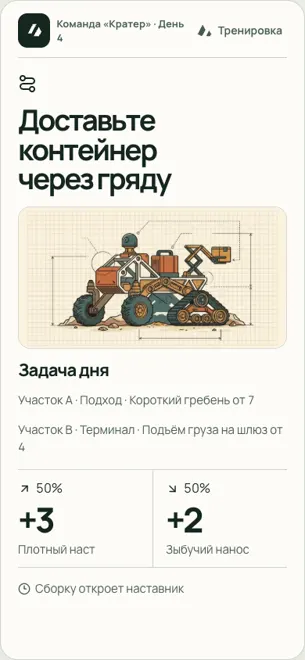 Команда «Кратер» · День
4
Тренировка
Доставьте
контейнер
через гряду
Задача дня
Участок А · Подход · Короткий гребень от 7
Участок В · Терминал · Подъём груза на шлюз от
4
50%
+3
Плотный наст
50%
+2
Зыбучий нанос
Сборку откроет наставник